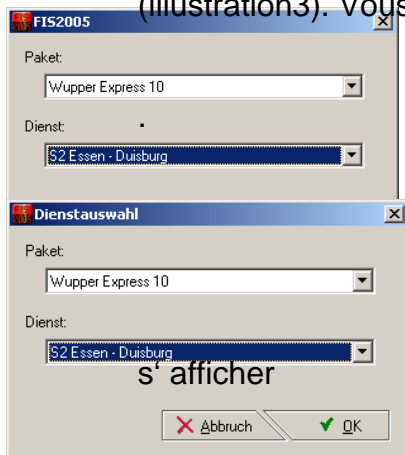 (Illustration3). Vous
FIS2005
Paket:
Wupper Express 10
Dienst:
S2 Essen - Duisburg
Dienstauswahl
Paket:
Wupper Express 10
Dienst:
S2 Essen - Duisburg
s‘ afficher
Abbruch
OK